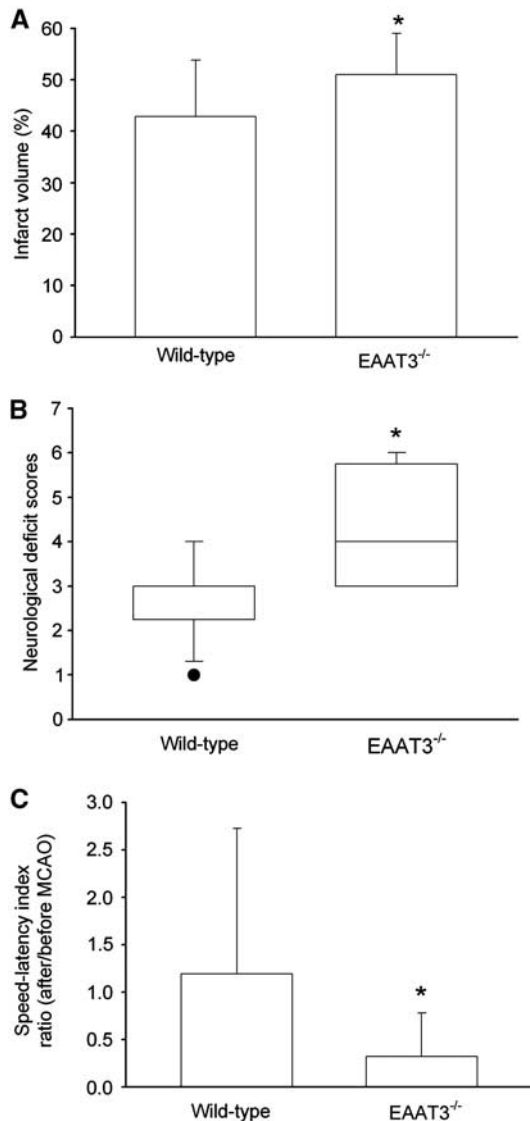 A
60
*
50
40
30
20
10
0
Infarct volume (%)
Wild-type EAAT3-/-
B
7
*
6
5
4
3
2
1
0
Neurological deficit scores
Wild-type EAAT3-/-
C
3.0
2.5
2.0
1.5
1.0
*
0.5
0.0
Speed-latency index
ratio (after/before MCAO)
Wild-type EAAT3-/-